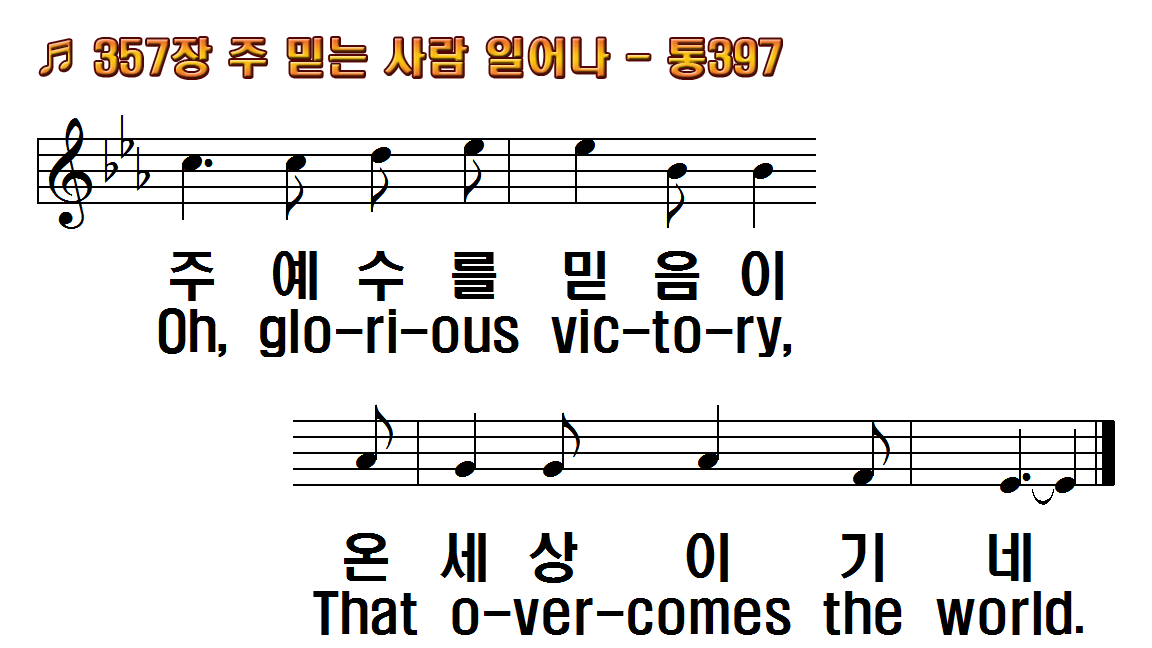 ♬ 357장 주 믿는 사람 일어나 - 통397
주 예 수 를 믿 음 이
Oh, glo-ri-ous vic-to-ry,
온 세 상 이 기 네
That o-ver-comes the world.